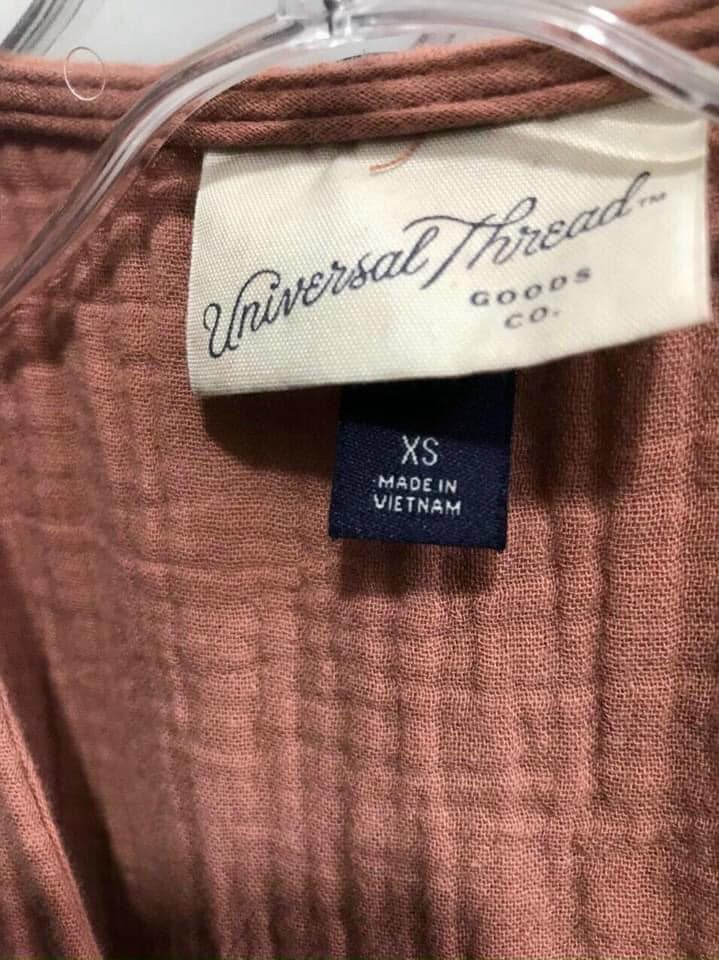 Universal Thread™
GOODS
CO.
XS
MADE IN
VIETNAM